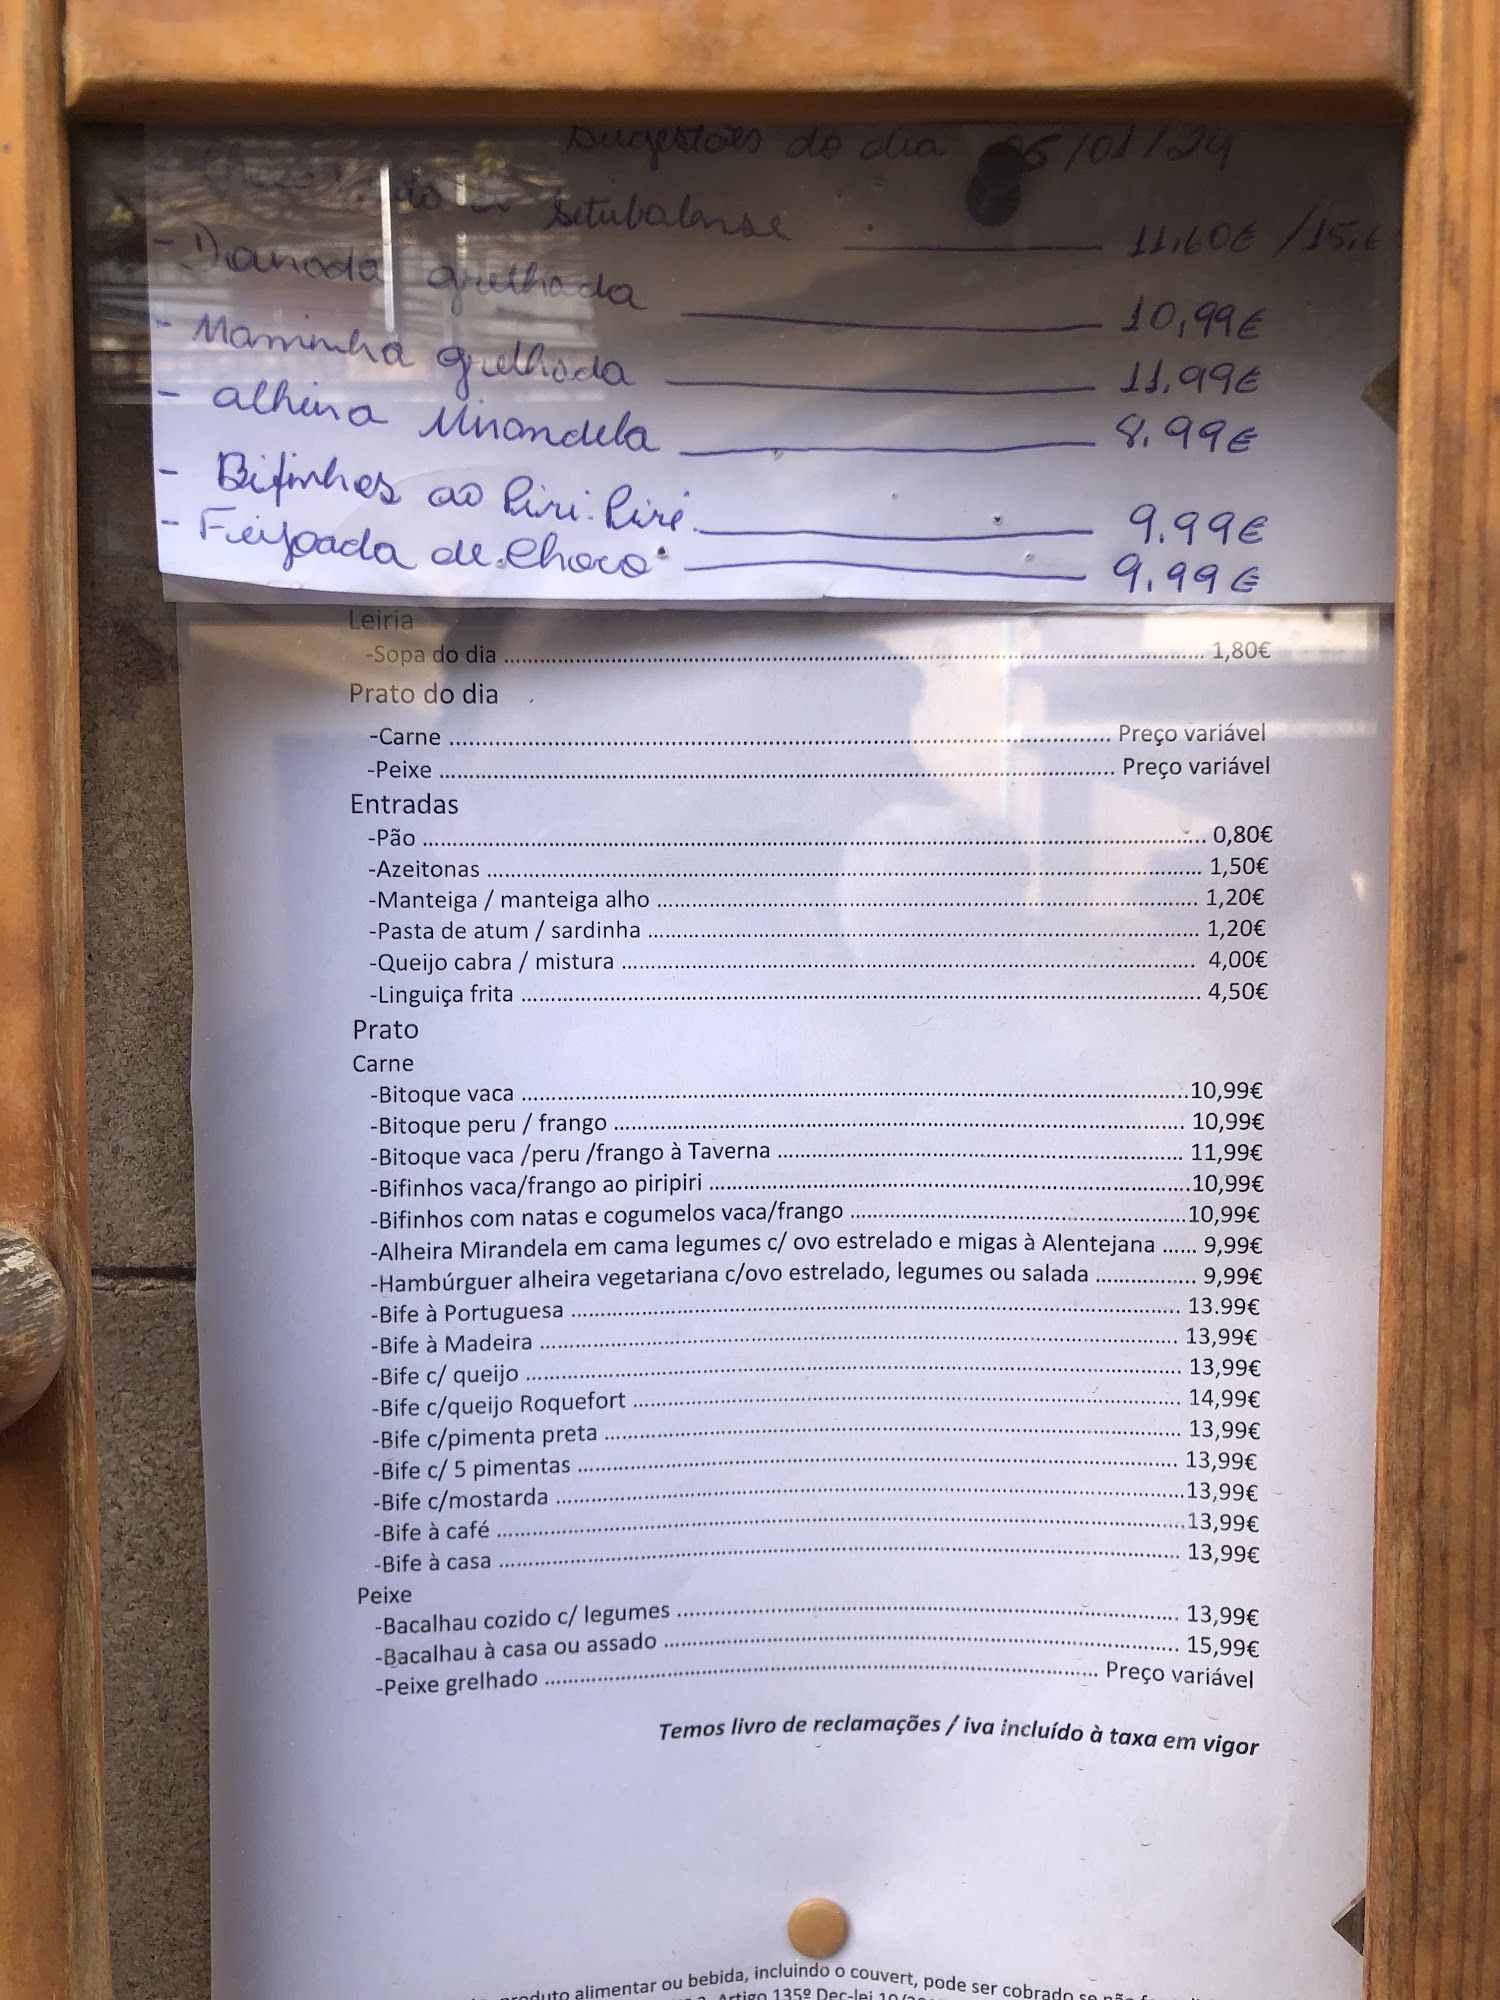 Sugestões do dia 05/01/24
Setubalense 11.60€ /15.6
- Dourada grelhada 10,99€
- Maminha grelhada 11.99€
- alheira Mirandela 8.99€
- Bifinhos ao Piri-Piri 9.99€
- Feijoada de Choco 9.99€
Leiria
-Sopa do dia ........ 1,80€
Prato do dia
-Carne ........ Preço variável
-Peixe ........ Preço variável
Entradas
-Pão ........ 0,80€
-Azeitonas ........ 1,50€
-Manteiga / manteiga alho ........ 1,20€
-Pasta de atum / sardinha ........ 1,20€
-Queijo cabra / mistura ........ 4,00€
-Linguiça frita ........ 4,50€
Prato
Carne
-Bitoque vaca ........ 10,99€
-Bitoque peru / frango ........ 10,99€
-Bitoque vaca /peru /frango à Taverna ........ 11,99€
-Bifinhos vaca/frango ao piripiri ........ 10,99€
-Bifinhos com natas e cogumelos vaca/frango ........ 10,99€
-Alheira Mirandela em cama legumes c/ ovo estrelado e migas à Alentejana ...... 9,99€
-Hambúrguer alheira vegetariana c/ovo estrelado, legumes ou salada ........ 9,99€
-Bife à Portuguesa ........ 13.99€
-Bife à Madeira ........ 13,99€
-Bife c/ queijo ........ 13,99€
-Bife c/queijo Roquefort ........ 14,99€
-Bife c/pimenta preta ........ 13,99€
-Bife c/ 5 pimentas ........ 13,99€
-Bife c/mostarda ........ 13,99€
-Bife à café ........ 13,99€
-Bife à casa ........ 13,99€
Peixe
-Bacalhau cozido c/ legumes ........ 13,99€
-Bacalhau à casa ou assado ........ 15,99€
-Peixe grelhado ........ Preço variável
Temos livro de reclamações / iva incluído à taxa em vigor
produto alimentar ou bebida, incluindo o couvert, pode ser cobrado se não
Artigo 135º Dec-lei